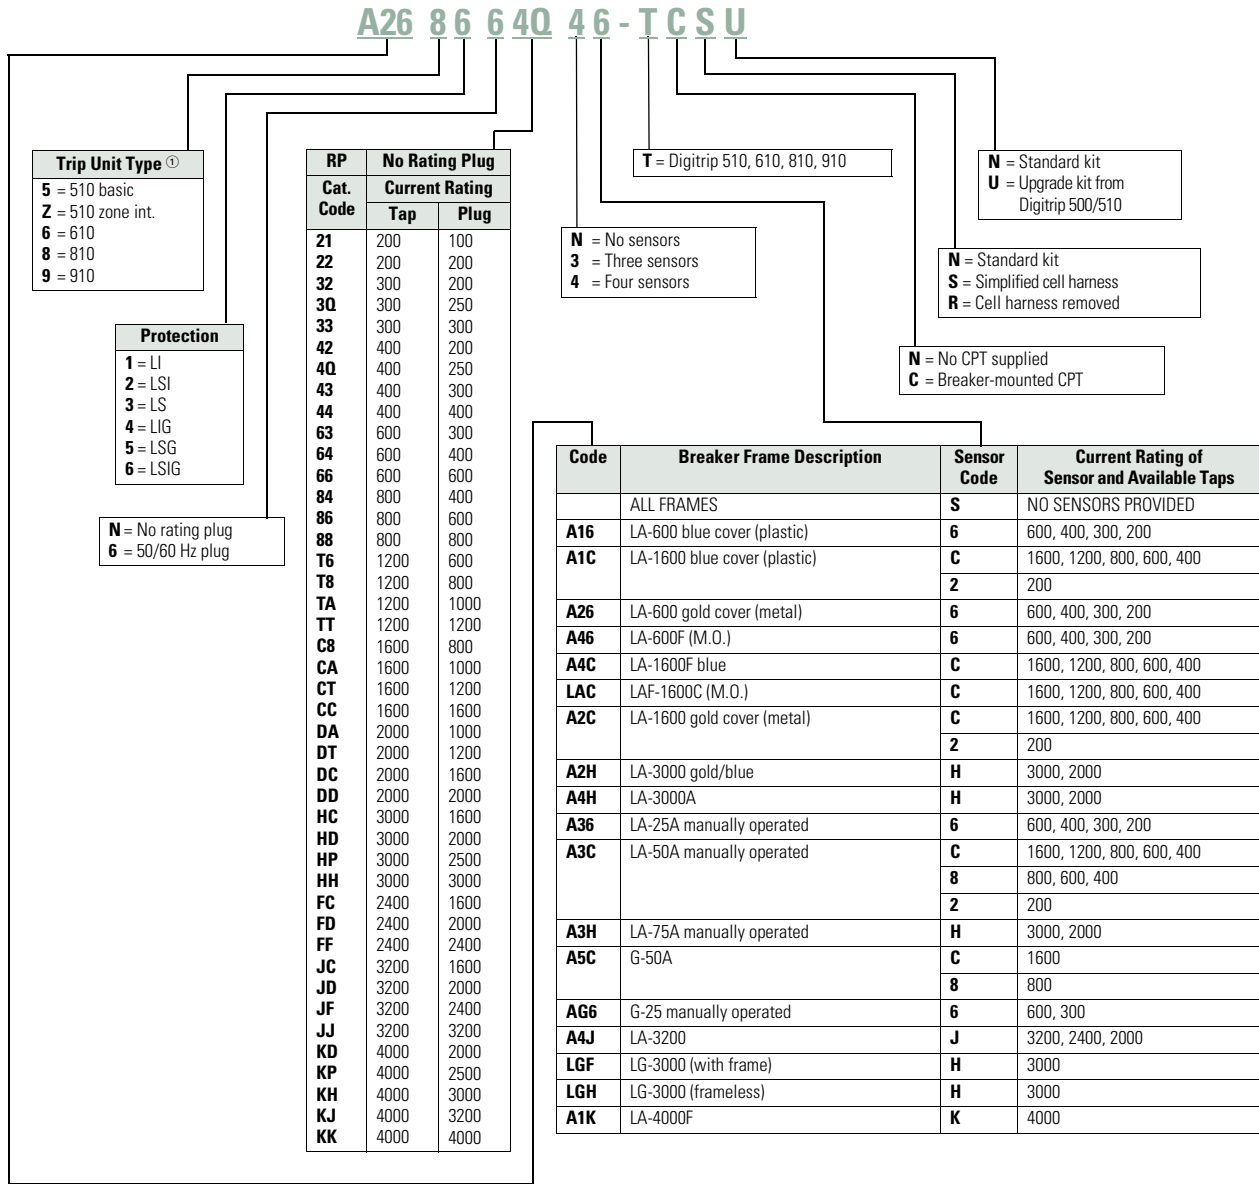 A26 8 6 6 4Q 4 6 - T C S U
Trip Unit Type ①
5 = 510 basic
Z = 510 zone int.
6 = 610
8 = 810
9 = 910
Protection
1 = LI
2 = LSI
3 = LS
4 = LIG
5 = LSG
6 = LSIG
N = No rating plug
6 = 50/60 Hz plug
RP No Rating Plug
Cat. Code Current Rating
Tap Plug
21 200 100
22 200 200
32 300 200
3Q 300 250
33 300 300
42 400 200
4Q 400 250
43 400 300
44 400 400
63 600 300
64 600 400
66 600 600
84 800 400
86 800 600
88 800 800
T6 1200 600
T8 1200 800
TA 1200 1000
TT 1200 1200
C8 1600 800
CA 1600 1000
CT 1600 1200
CC 1600 1600
DA 2000 1000
DT 2000 1200
DC 2000 1600
DD 2000 2000
HC 3000 1600
HD 3000 2000
HP 3000 2500
HH 3000 3000
FC 2400 1600
FD 2400 2000
FF 2400 2400
JC 3200 1600
JD 3200 2000
JF 3200 2400
JJ 3200 3200
KD 4000 2000
KP 4000 2500
KH 4000 3000
KJ 4000 3200
KK 4000 4000
T = Digitrip 510, 610, 810, 910
N = No sensors
3 = Three sensors
4 = Four sensors
N = Standard kit
U = Upgrade kit from
Digitrip 500/510
N = Standard kit
S = Simplified cell harness
R = Cell harness removed
N = No CPT supplied
C = Breaker-mounted CPT
Code Breaker Frame Description Sensor Code Current Rating of Sensor and Available Taps
ALL FRAMES S NO SENSORS PROVIDED
A16 LA-600 blue cover (plastic) 6 600, 400, 300, 200
A1C LA-1600 blue cover (plastic) C 1600, 1200, 800, 600, 400
2 200
A26 LA-600 gold cover (metal) 6 600, 400, 300, 200
A46 LA-600F (M.O.) 6 600, 400, 300, 200
A4C LA-1600F blue C 1600, 1200, 800, 600, 400
LAC LAF-1600C (M.O.) C 1600, 1200, 800, 600, 400
A2C LA-1600 gold cover (metal) C 1600, 1200, 800, 600, 400
2 200
A2H LA-3000 gold/blue H 3000, 2000
A4H LA-3000A H 3000, 2000
A36 LA-25A manually operated 6 600, 400, 300, 200
A3C LA-50A manually operated C 1600, 1200, 800, 600, 400
8 800, 600, 400
2 200
A3H LA-75A manually operated H 3000, 2000
A5C G-50A C 1600
8 800
AG6 G-25 manually operated 6 600, 300
A4J LA-3200 J 3200, 2400, 2000
LGF LG-3000 (with frame) H 3000
LGH LG-3000 (frameless) H 3000
A1K LA-4000F K 4000